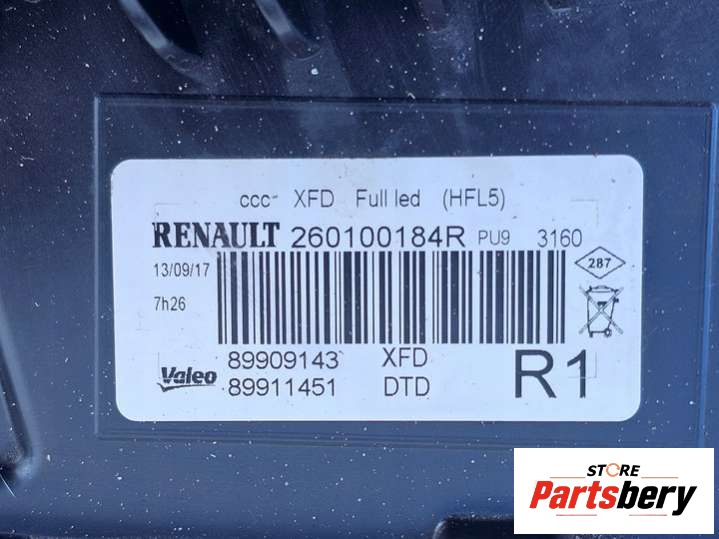 ccc- XFD Full led (HFL5)
RENAULT 260100184R PU9 3160
13/09/17
287
7h26
89909143 XFD
Valeo
89911451 DTD
R1
STORE
Partsbery